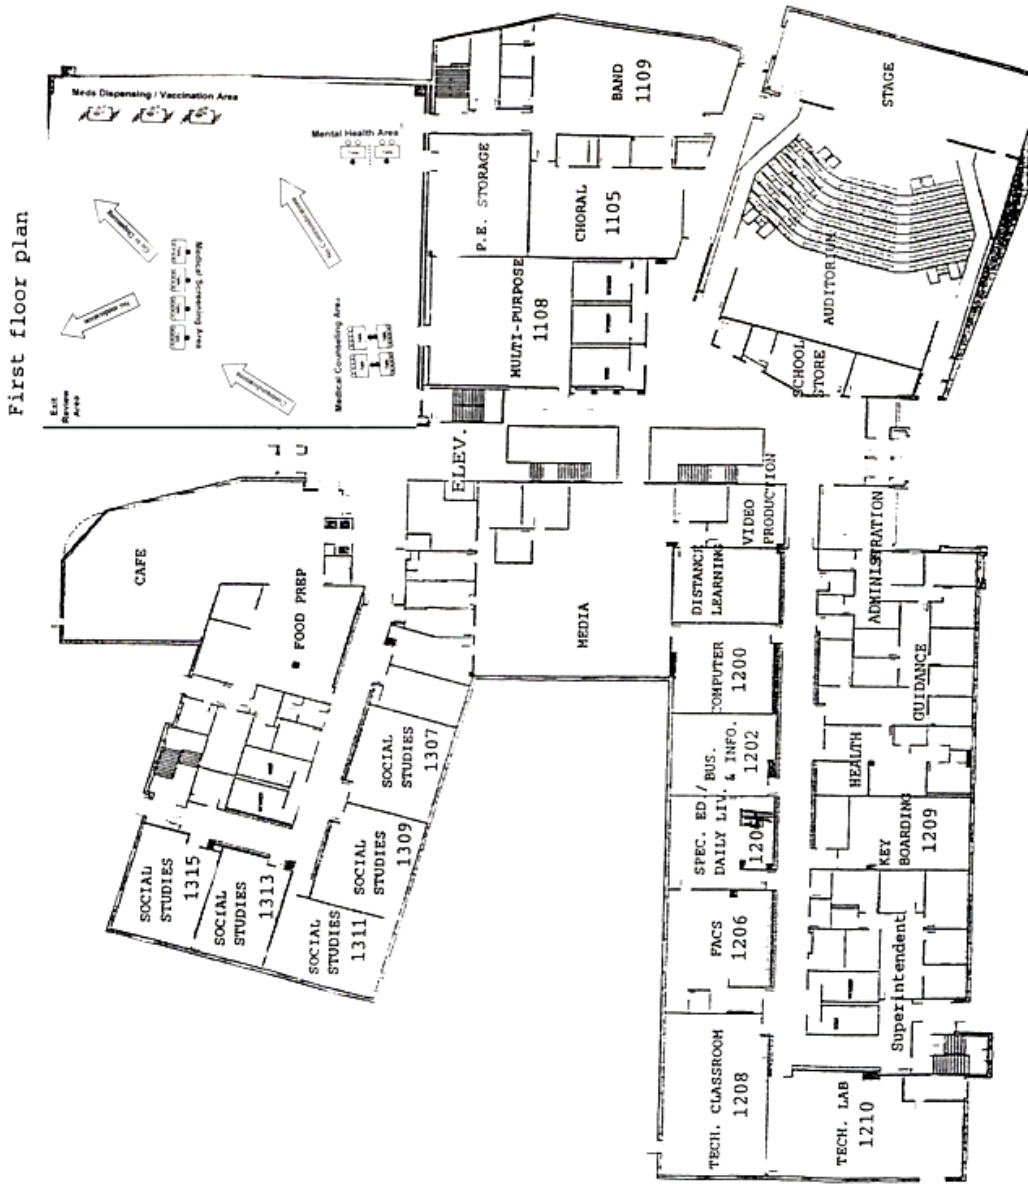 First floor plan
Meds Dispensing / Vaccination Area
Mental Health Area
Medical Screening Area
Medical Counselling Area
Exit
Review
Area
BAND
1109
STAGE
P.E. STORAGE
CHORAL
1105
MULTI-PURPOSE
1108
AUDITORIUM
SCHOOL
STORE
ELEV.
CAFE
FOOD PREP
MEDIA
VIDEO
PRODUCTION
DISTANCE
LEARNING
ADMINISTRATION
COMPUTER
1200
GUIDANCE
BUS.
& INFO.
1202
HEALTH
SOCIAL
STUDIES
1307
SOCIAL
STUDIES
1309
SOCIAL
STUDIES
1311
SOCIAL
STUDIES
1313
SOCIAL
STUDIES
1315
SPEC. ED./
DAILY LIV.
1204
KEY
BOARDING
1209
FACS
1206
Superintendent
TECH. CLASSROOM
1208
TECH. LAB
1210